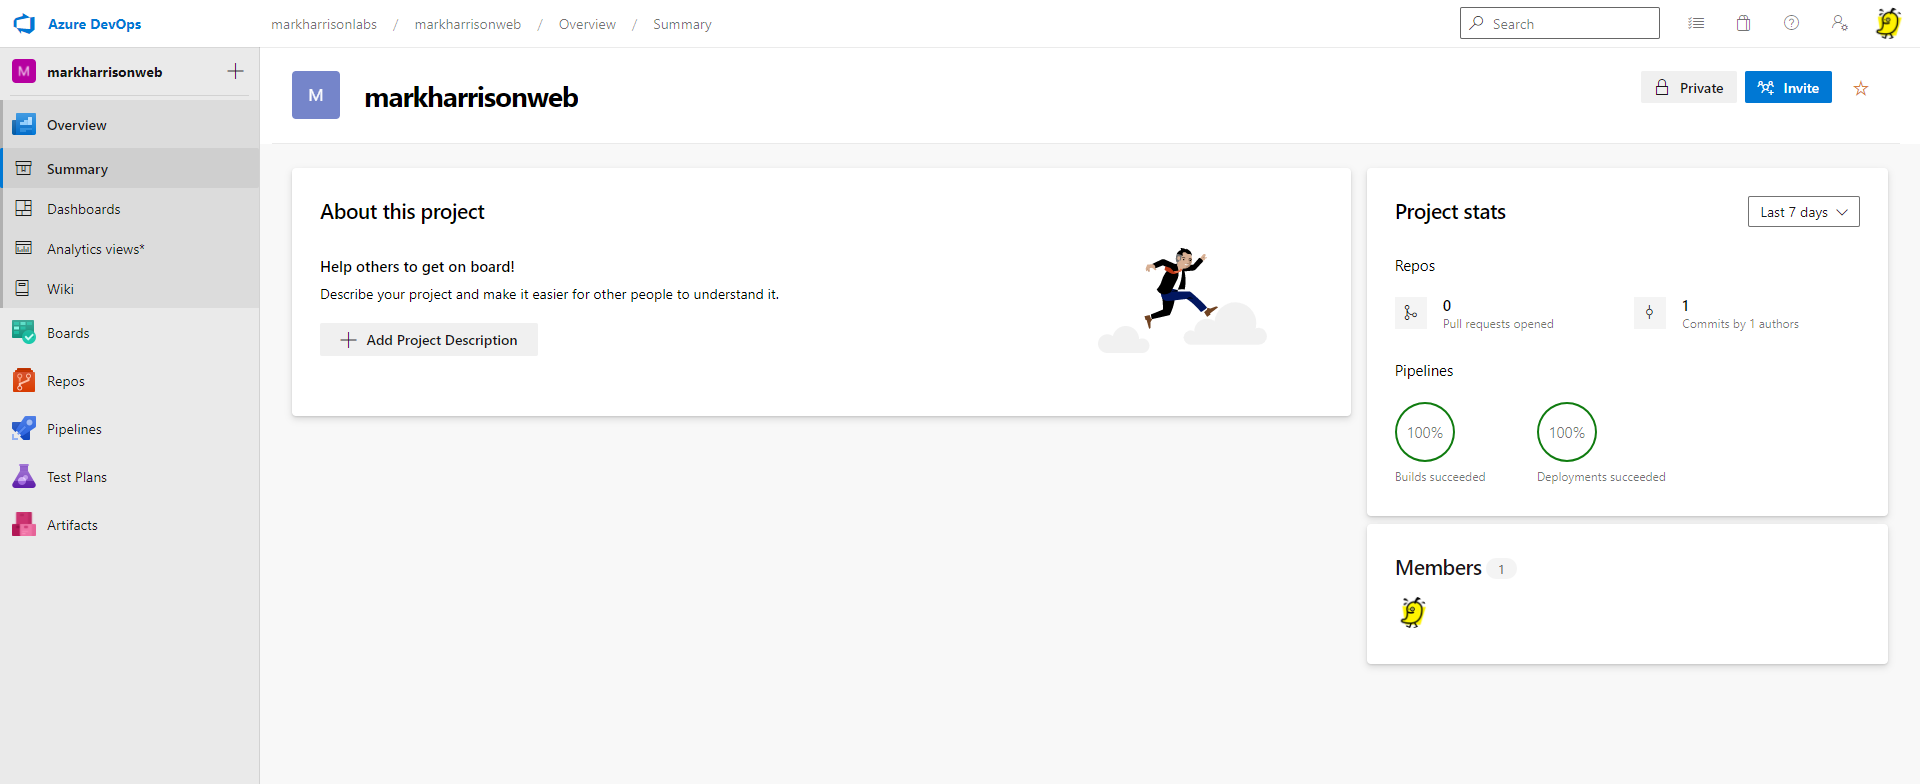 Azure DevOps
markharrisonlabs / markharrisonweb / Overview / Summary
Search
M markharrisonweb
Overview
Summary
Dashboards
Analytics views*
Wiki
Boards
Repos
Pipelines
Test Plans
Artifacts
M markharrisonweb
Private
Invite
About this project
Help others to get on board!
Describe your project and make it easier for other people to understand it.
Add Project Description
Project stats
Last 7 days
Repos
0
Pull requests opened
1
Commits by 1 authors
Pipelines
100%
Builds succeeded
100%
Deployments succeeded
Members 1